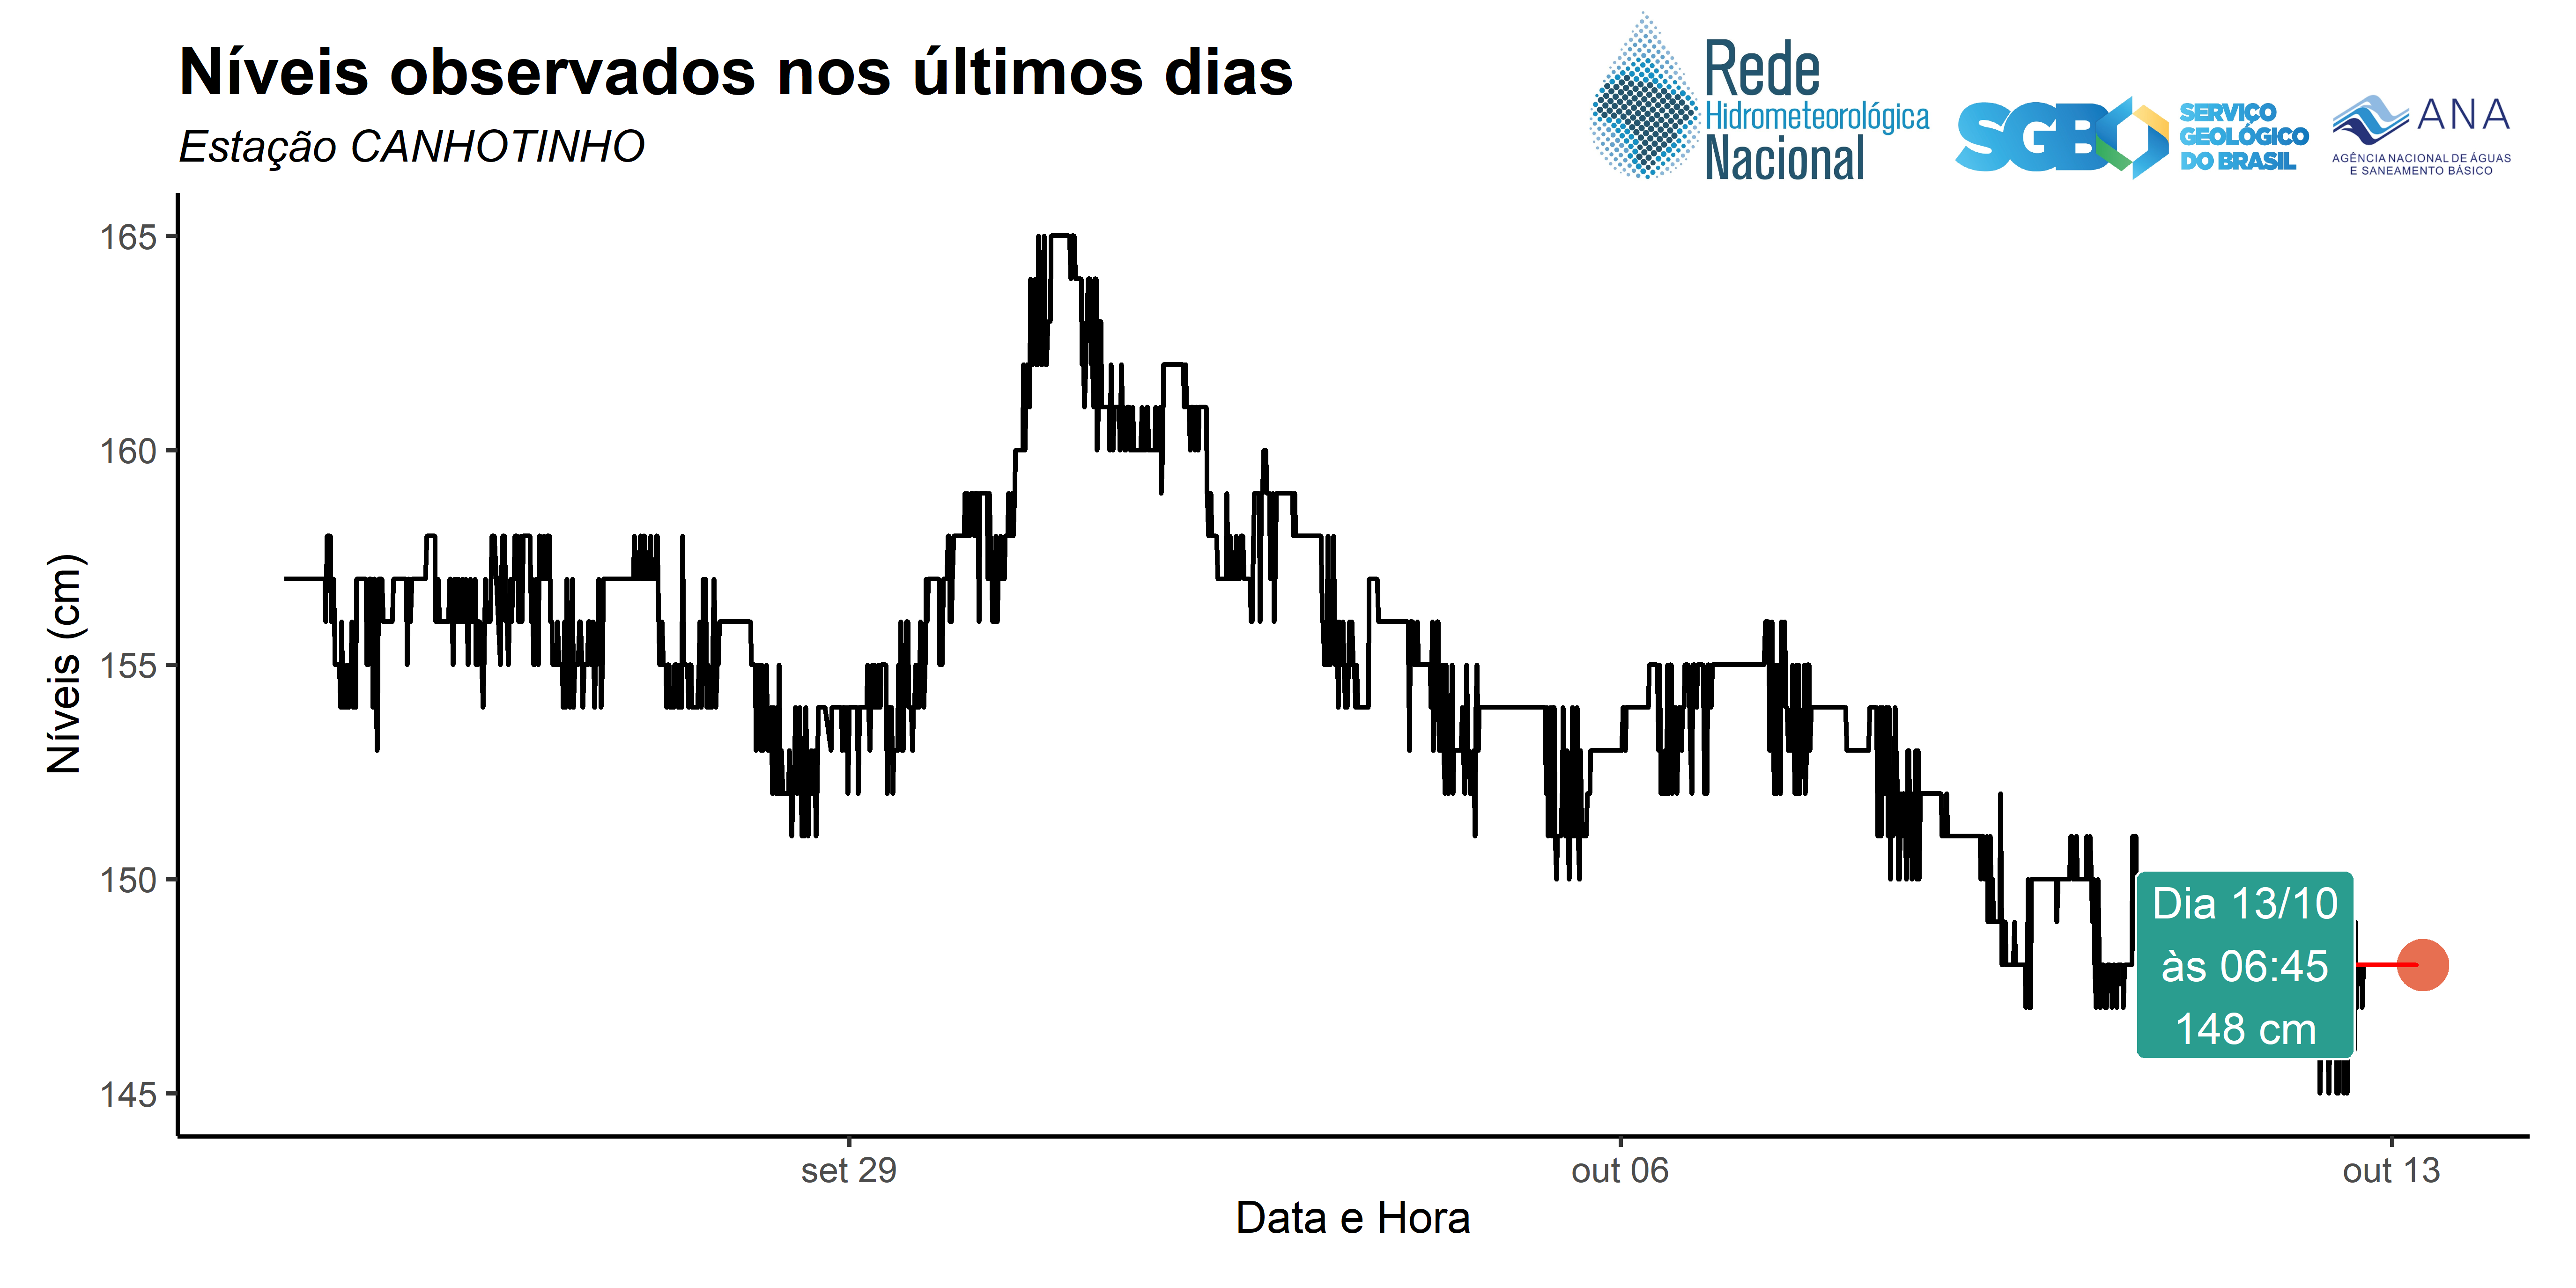 Níveis observados nos últimos dias
Estação CANHOTINHO
Rede
Hidrometeorológica
Nacional
SGB
SERVIÇO
GEOLÓGICO
DO BRASIL
ANA
AGÊNCIA NACIONAL DE ÁGUAS
E SANEAMENTO BÁSICO
Níveis (cm)
165
160
155
150
145
Dia 13/10
às 06:45
148 cm
set 29
out 06
out 13
Data e Hora